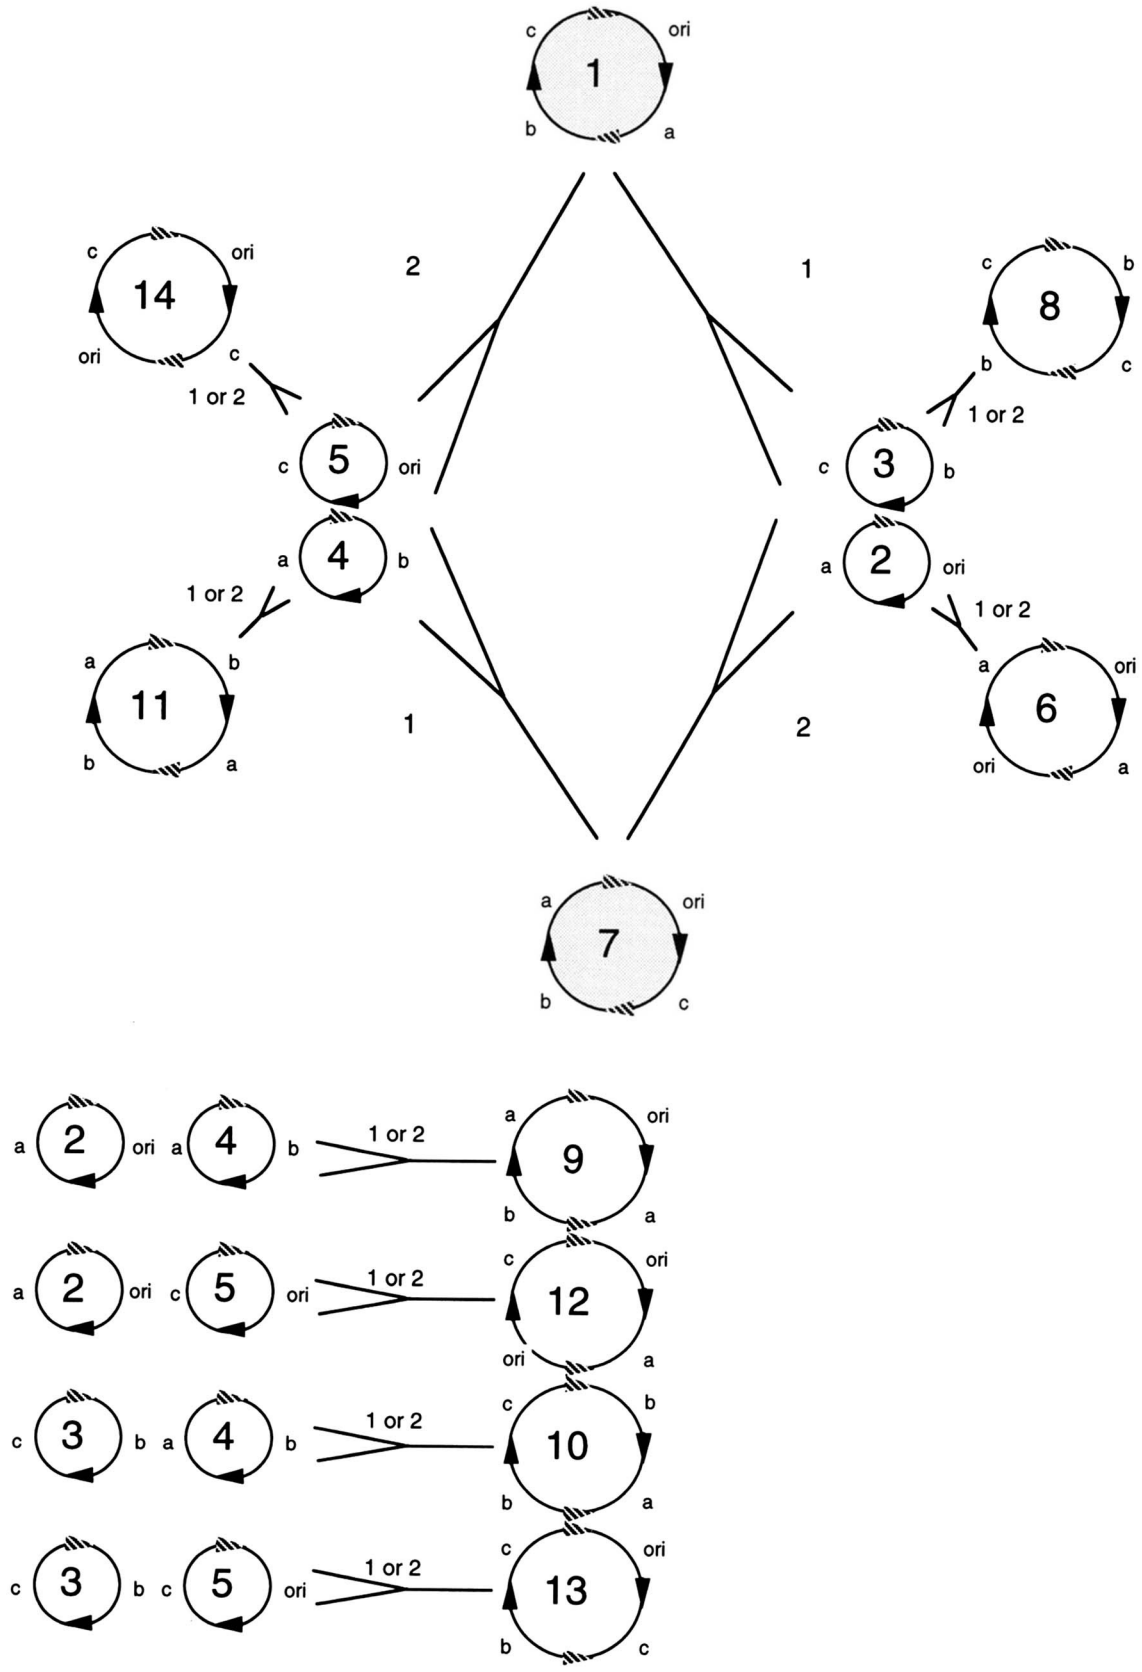 c ori
1
b a
2 1
c ori
14
ori c
1 or 2
c b
8
b c
1 or 2
c 5 ori
a 4 b
c 3 b
a 2 ori
1 or 2
a b
11
b a
1 or 2
a ori
6
ori a
1 2
a ori
7
b c
a 2 ori a 4 b 1 or 2
a ori
9
b a
a 2 ori c 5 ori 1 or 2
c ori
12
ori a
c 3 b a 4 b 1 or 2
c b
10
b a
c 3 b c 5 ori 1 or 2
c ori
13
b c